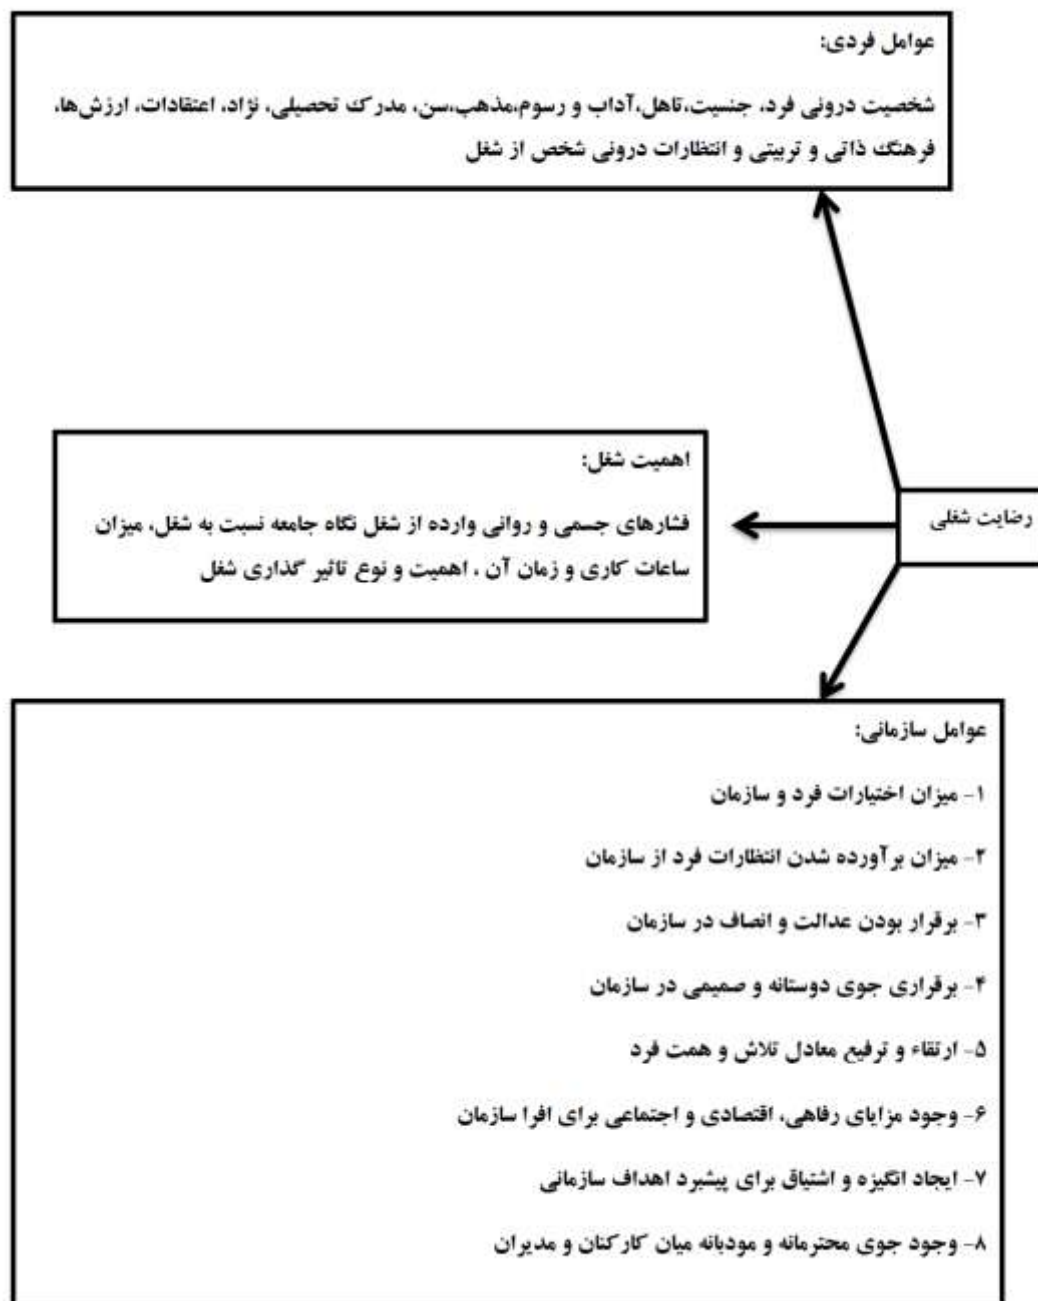 عوامل فردی:
شخصیت درونی فرد، جنسیت،تاهل،آداب و رسوم،مذهب،سن، مدرک تحصیلی، نژاد، اعتقادات، ارزش‌ها،
فرهنگ ذاتی و تربیتی و انتظارات درونی شخص از شغل
اهمیت شغل:
فشارهای جسمی و روانی وارده از شغل نگاه جامعه نسبت به شغل، میزان
ساعات کاری و زمان آن ، اهمیت و نوع تاثیر گذاری شغل
رضایت شغلی
عوامل سازمانی:
۱- میزان اختیارات فرد و سازمان
۲- میزان برآورده شدن انتظارات فرد از سازمان
۳- برقرار بودن عدالت و انصاف در سازمان
۴- برقراری جوی دوستانه و صمیمی در سازمان
۵- ارتقاء و ترفیع معادل تلاش و همت فرد
۶- وجود مزایای رفاهی، اقتصادی و اجتماعی برای افرا سازمان
۷- ایجاد انگیزه و اشتیاق برای پیشبرد اهداف سازمانی
۸- وجود جوی محترمانه و مودبانه میان کارکنان و مدیران